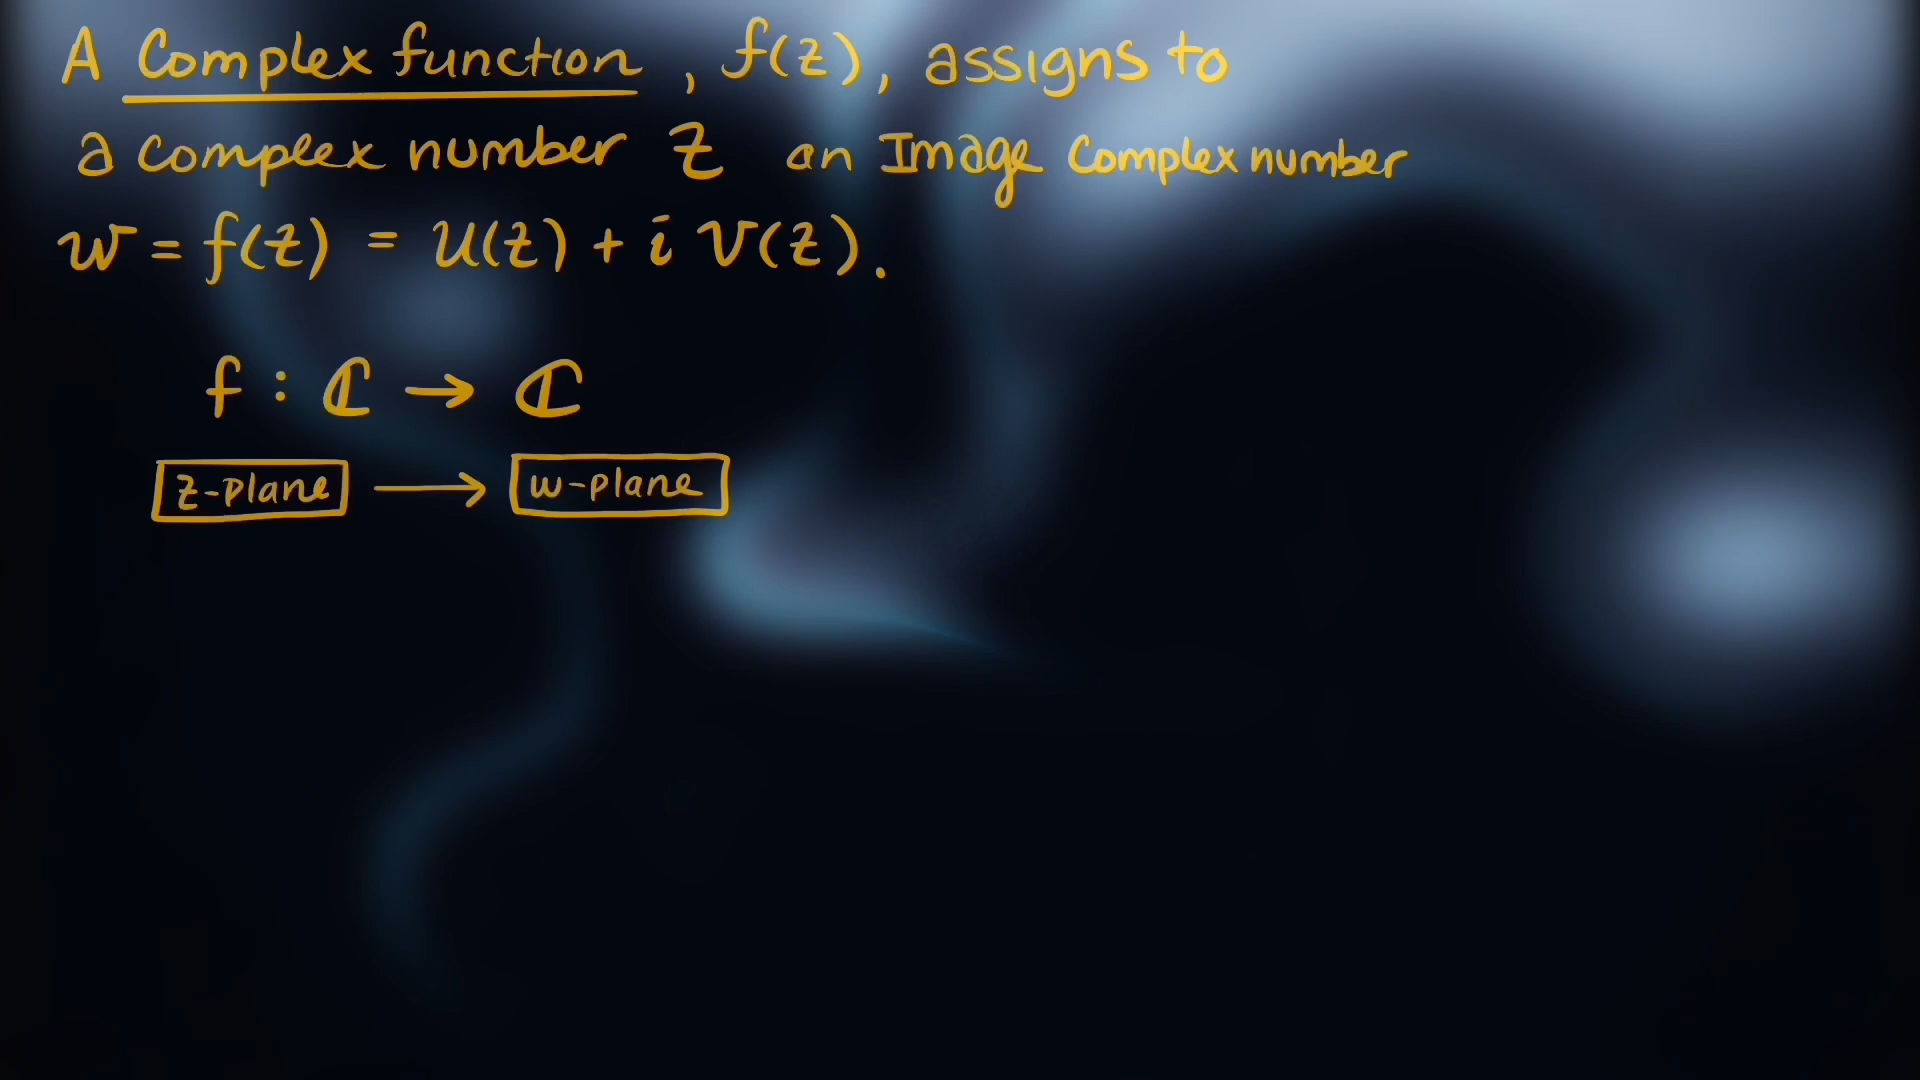 A Complex function, f(z), assigns to
a complex number z an Image Complex number
w = f(z) = u(z) + i v(z).
f : ℂ → ℂ
z-plane → w-plane